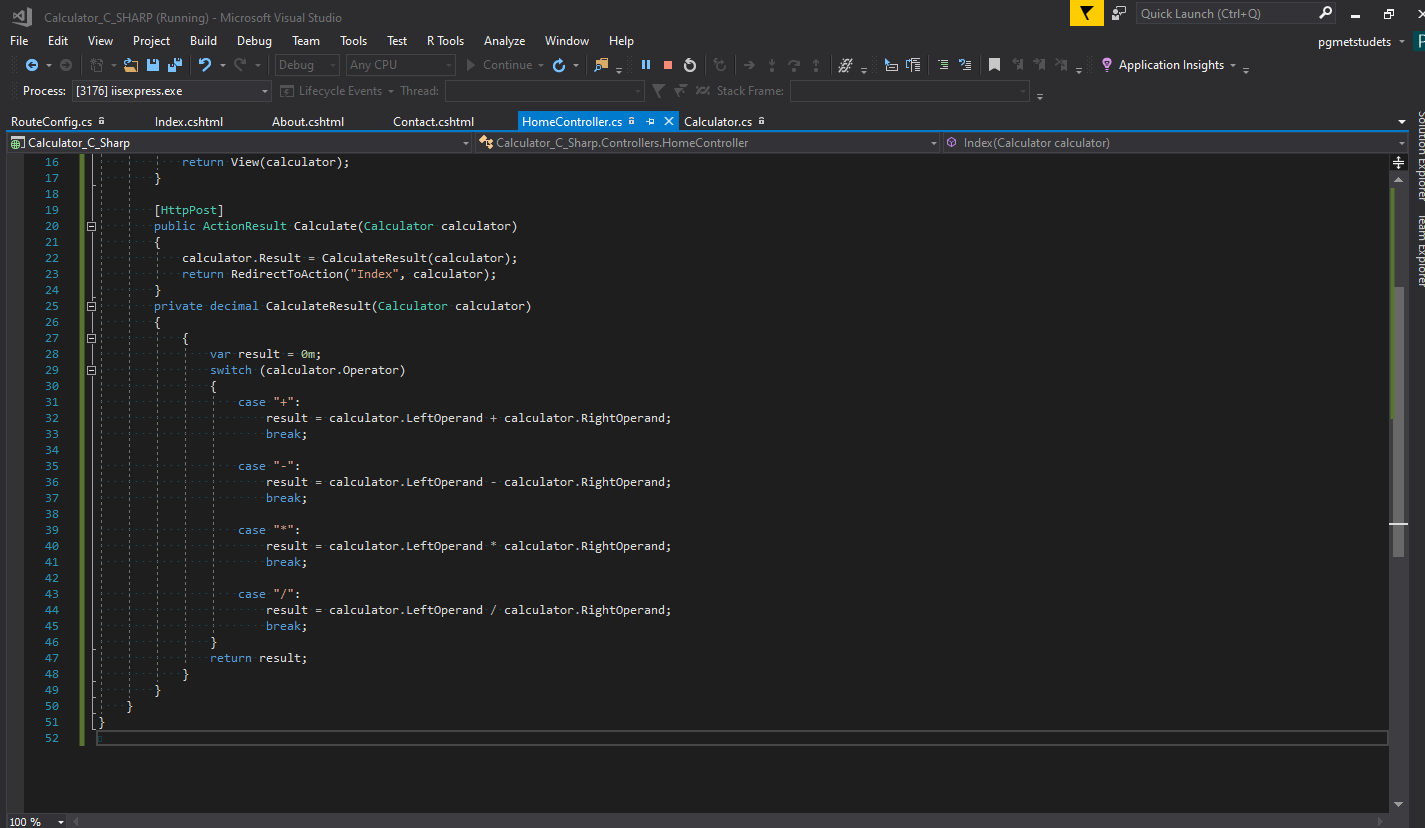 Calculator_C_SHARP (Running) - Microsoft Visual Studio
Quick Launch (Ctrl+Q)
File Edit View Project Build Debug Team Tools Test R Tools Analyze Window Help
pgmetstudets
Debug Any CPU Continue Application Insights
Process: [3176] iisexpress.exe Lifecycle Events Thread: Stack Frame:
RouteConfig.cs Index.cshtml About.cshtml Contact.cshtml HomeController.cs Calculator.cs
Calculator_C_Sharp Calculator_C_Sharp.Controllers.HomeController Index(Calculator calculator)
16 return View(calculator);
17 }
18
19 [HttpPost]
20 public ActionResult Calculate(Calculator calculator)
21 {
22 calculator.Result = CalculateResult(calculator);
23 return RedirectToAction("Index", calculator);
24 }
25 private decimal CalculateResult(Calculator calculator)
26 {
27 {
28 var result = 0m;
29 switch (calculator.Operator)
30 {
31 case "+":
32 result = calculator.LeftOperand + calculator.RightOperand;
33 break;
34
35 case "-":
36 result = calculator.LeftOperand - calculator.RightOperand;
37 break;
38
39 case "*":
40 result = calculator.LeftOperand * calculator.RightOperand;
41 break;
42
43 case "/":
44 result = calculator.LeftOperand / calculator.RightOperand;
45 break;
46 }
47 return result;
48 }
49 }
50 }
51 }
52
100 %
Solution Explorer
Team Explorer